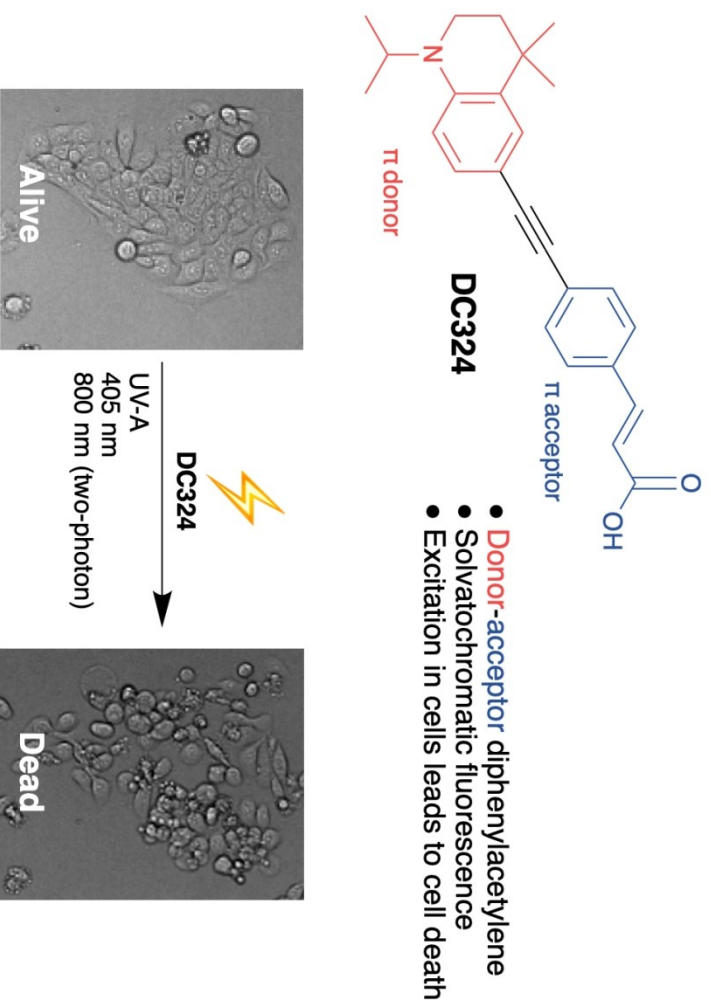 N
O
OH
π donor
π acceptor
DC324
● Donor-acceptor diphenylacetylene
● Solvatochromatic fluorescence
● Excitation in cells leads to cell death
Alive
DC324
UV-A
405 nm
800 nm (two-photon)
Dead